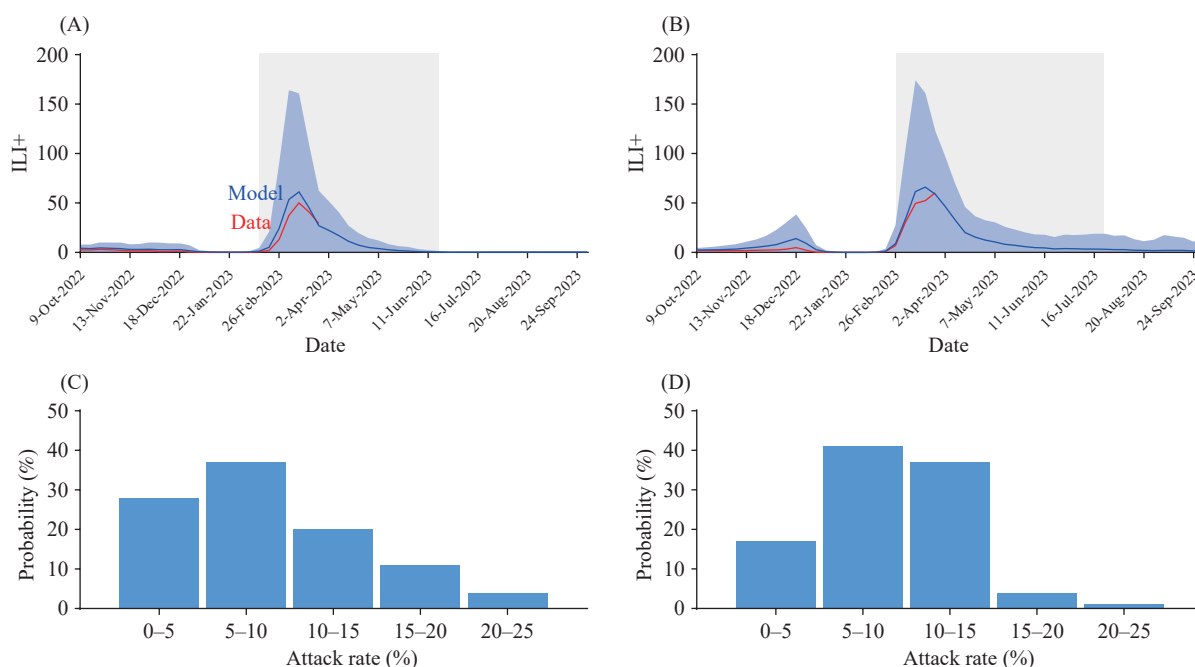 (A)
200
150
100
50
0
ILI+
Model
Data
9-Oct-2022
13-Nov-2022
18-Dec-2022
22-Jan-2023
26-Feb-2023
2-Apr-2023
7-May-2023
11-Jun-2023
16-Jul-2023
20-Aug-2023
24-Sep-2023
Date
(B)
200
150
100
50
0
ILI+
9-Oct-2022
13-Nov-2022
18-Dec-2022
22-Jan-2023
26-Feb-2023
2-Apr-2023
7-May-2023
11-Jun-2023
16-Jul-2023
20-Aug-2023
24-Sep-2023
Date
(C)
50
40
30
20
10
0
Probability (%)
0–5 5–10 10–15 15–20 20–25
Attack rate (%)
(D)
50
40
30
20
10
0
Probability (%)
0–5 5–10 10–15 15–20 20–25
Attack rate (%)